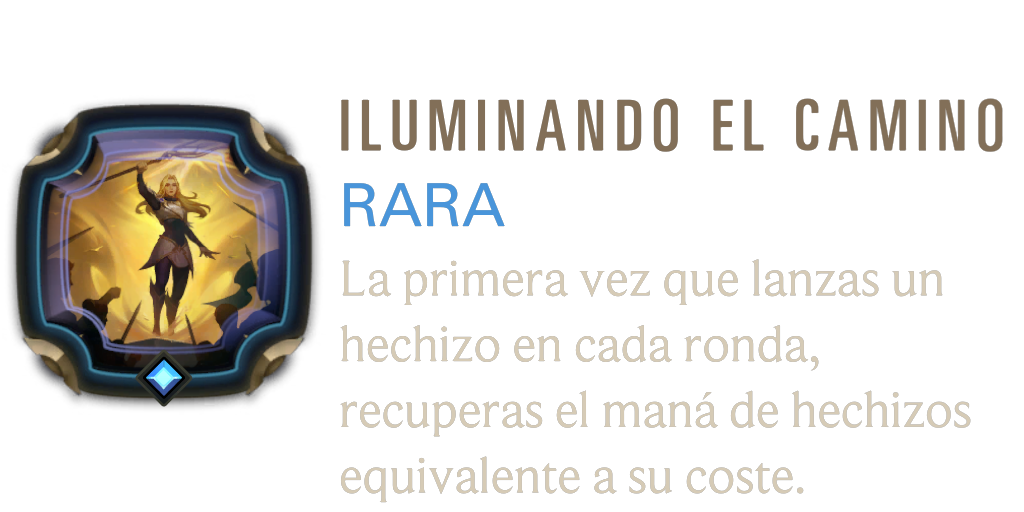 ILUMINANDO EL CAMINO
RARA
La primera vez que lanzas un
hechizo en cada ronda,
recuperas el maná de hechizos
equivalente a su coste.